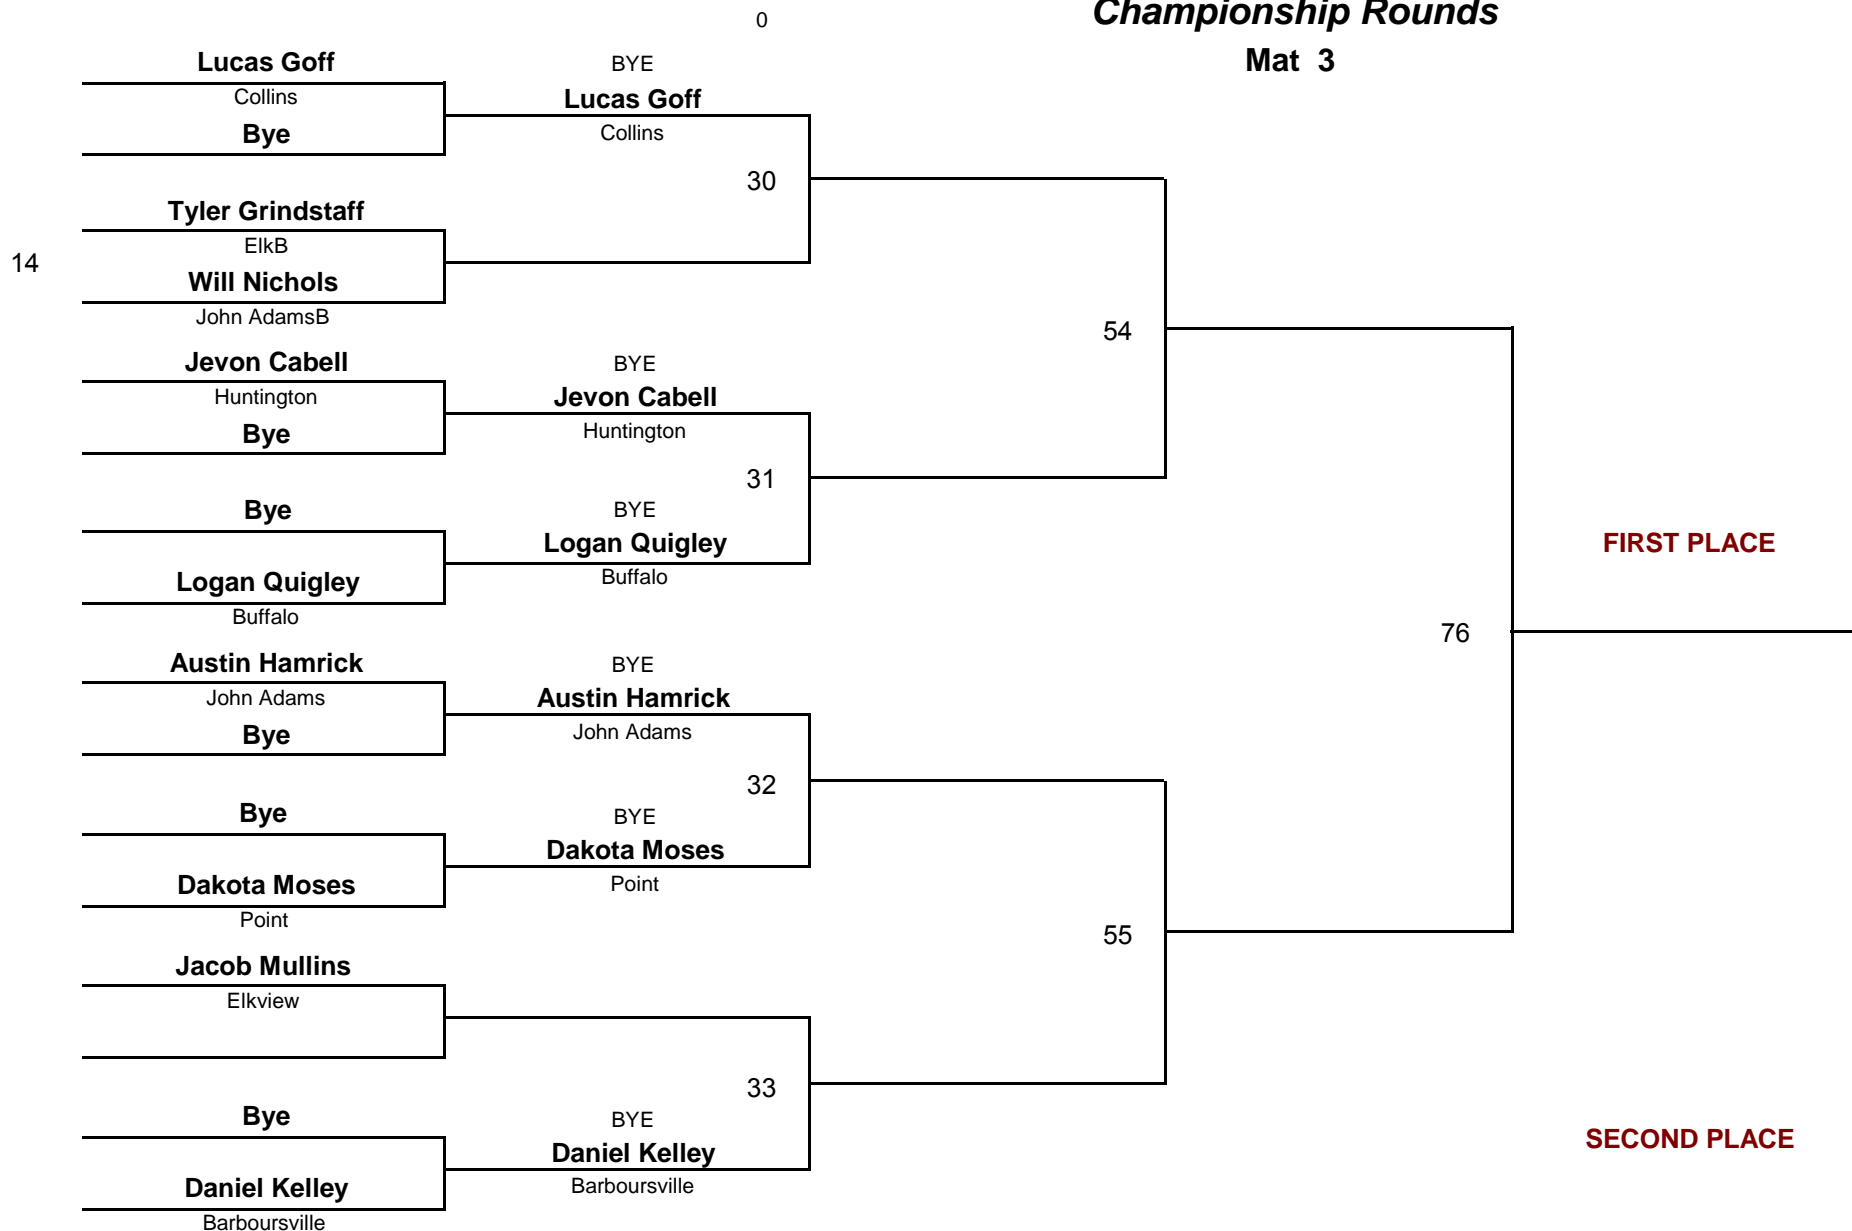 0
Championship Rounds
Mat 3
Lucas Goff
Collins
Bye
BYE
Lucas Goff
Collins
30
14
Tyler Grindstaff
ElkB
Will Nichols
John AdamsB
54
Jevon Cabell
Huntington
Bye
BYE
Jevon Cabell
Huntington
31
Bye
Logan Quigley
Buffalo
BYE
Logan Quigley
Buffalo
FIRST PLACE
76
Austin Hamrick
John Adams
Bye
BYE
Austin Hamrick
John Adams
32
Bye
Dakota Moses
Point
BYE
Dakota Moses
Point
55
Jacob Mullins
Elkview
33
Bye
Daniel Kelley
Barboursville
BYE
Daniel Kelley
Barboursville
SECOND PLACE